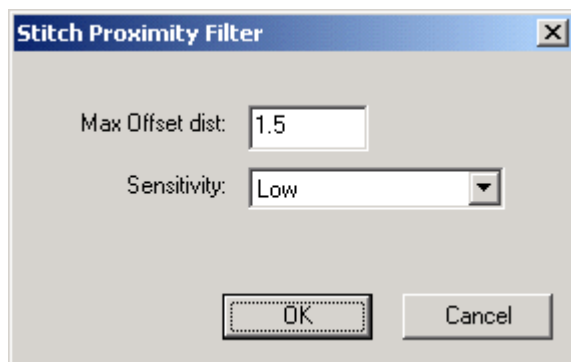 Stitch Proximity Filter
Max Offset dist: 1.5
Sensitivity: Low
OK Cancel